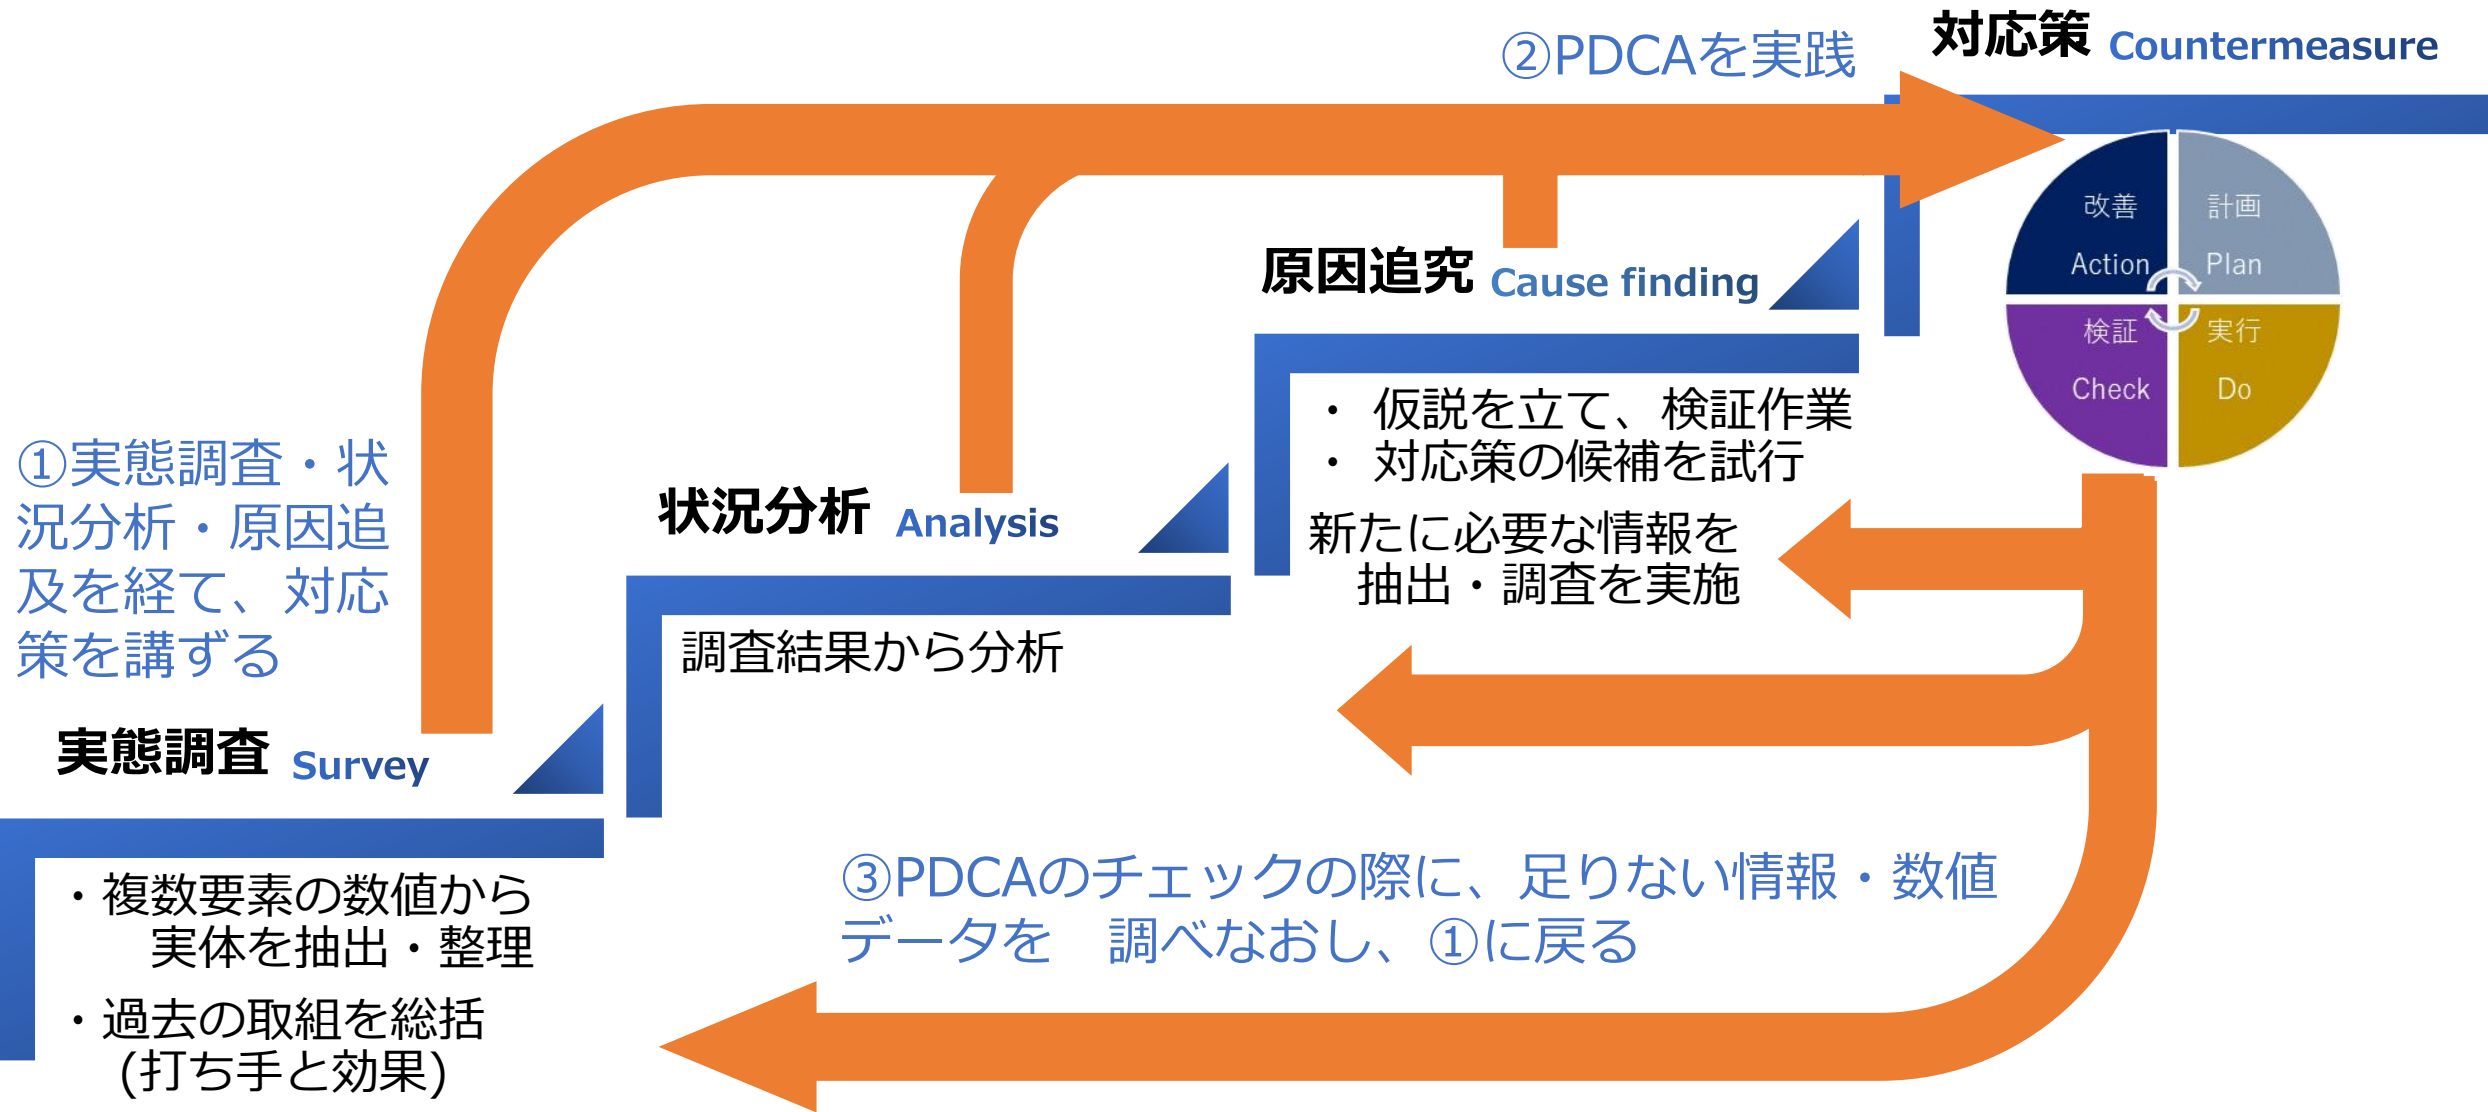 ②PDCAを実践
対応策 Countermeasure
改善
Action
計画
Plan
検証
Check
実行
Do
原因追究 Cause finding
・ 仮説を立て、検証作業
・ 対応策の候補を試行
新たに必要な情報を
抽出・調査を実施
①実態調査・状
況分析・原因追
及を経て、対応
策を講ずる
状況分析 Analysis
調査結果から分析
実態調査 Survey
・複数要素の数値から
実体を抽出・整理
・過去の取組を総括
(打ち手と効果)
③PDCAのチェックの際に、足りない情報・数値
データを　調べなおし、①に戻る